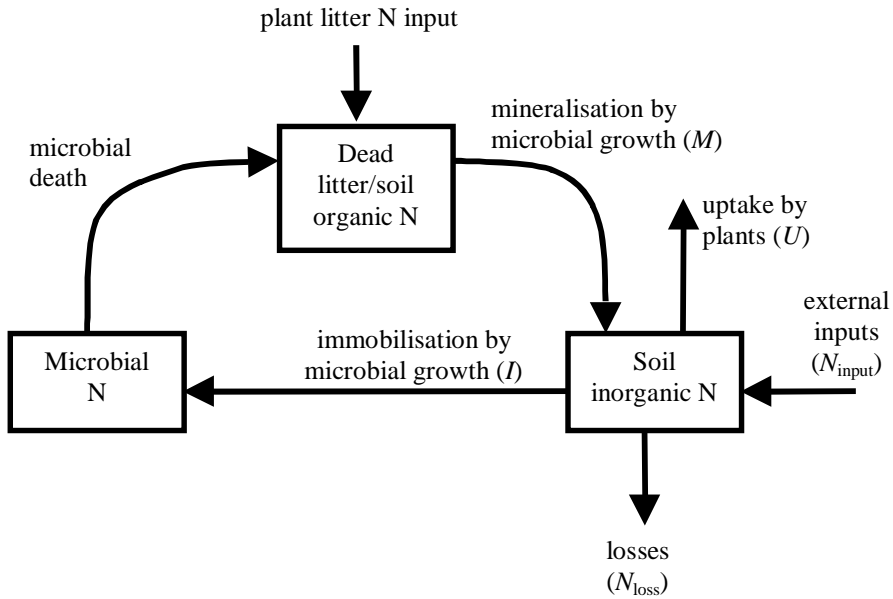 plant litter N input
mineralisation by
microbial growth (M)
microbial
death
Dead
litter/soil
organic N
uptake by
plants (U)
external
inputs
(Ninput)
immobilisation by
microbial growth (I)
Microbial
N
Soil
inorganic N
losses
(Nloss)